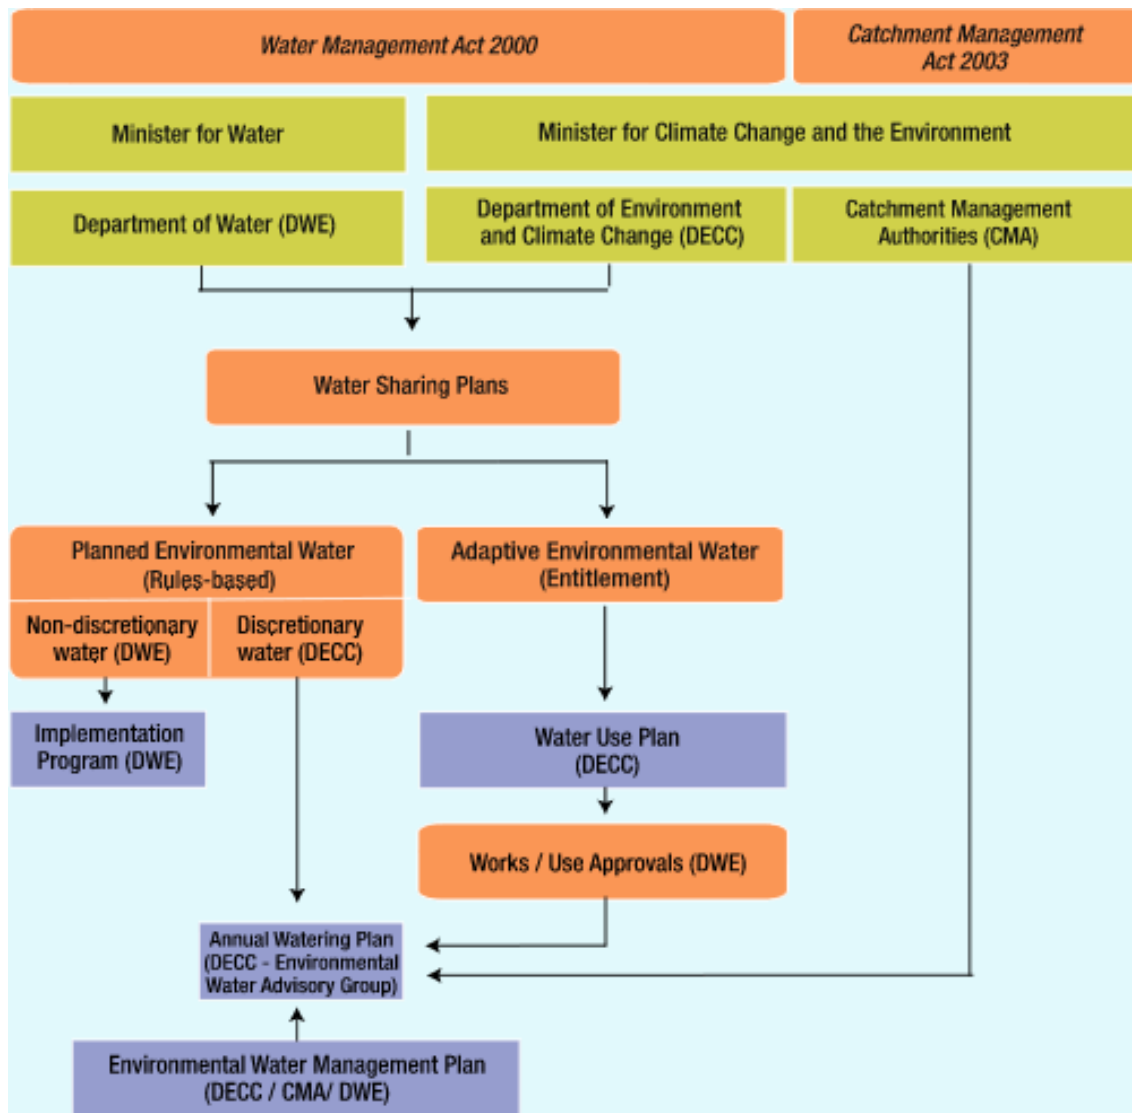 Water Management Act 2000
Catchment Management
Act 2003
Minister for Water
Minister for Climate Change and the Environment
Department of Water (DWE)
Department of Environment
and Climate Change (DECC)
Catchment Management
Authorities (CMA)
Water Sharing Plans
Planned Environmental Water
(Rules-based)
Adaptive Environmental Water
(Entitlement)
Non-discretionary
water (DWE)
Discretionary
water (DECC)
Implementation
Program (DWE)
Water Use Plan
(DECC)
Works / Use Approvals (DWE)
Annual Watering Plan
(DECC - Environmental
Water Advisory Group)
Environmental Water Management Plan
(DECC / CMA/ DWE)